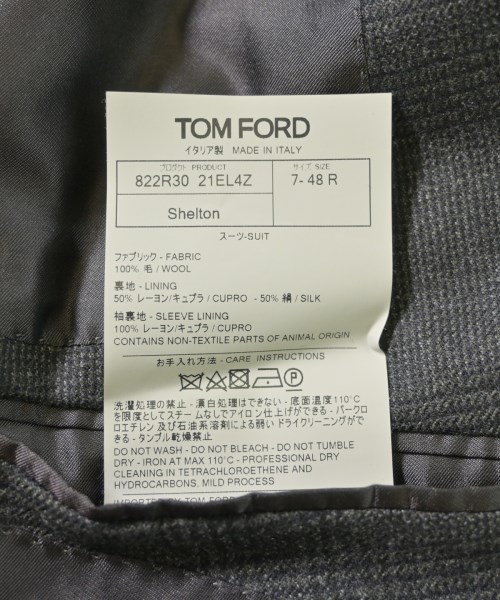 TOM FORD
イタリア製 MADE IN ITALY
プロダクト PRODUCT
822R30 21EL4Z
サイズ SIZE
7- 48 R
Shelton
スーツ-SUIT
ファブリック - FABRIC
100% 毛 / WOOL
裏地 - LINING
50% レーヨン/キュプラ / CUPRO - 50% 絹 / SILK
袖裏地 - SLEEVE LINING
100% レーヨン/キュプラ / CUPRO
CONTAINS NON-TEXTILE PARTS OF ANIMAL ORIGIN
お手入れ方法 - CARE INSTRUCTIONS
P
洗濯処理の禁止 - 漂白処理はできない - 底面温度110℃
を限度としてスチームなしでアイロン仕上げができる - パークロ
ロエチレン 及び石油系溶剤による弱い ドライクリーニングができ
る - タンブル乾燥禁止
DO NOT WASH - DO NOT BLEACH - DO NOT TUMBLE
DRY - IRON AT MAX 110°C - PROFESSIONAL DRY
CLEANING IN TETRACHLOROETHENE AND
HYDROCARBONS, MILD PROCESS
IMPORTED BY TOM FORD